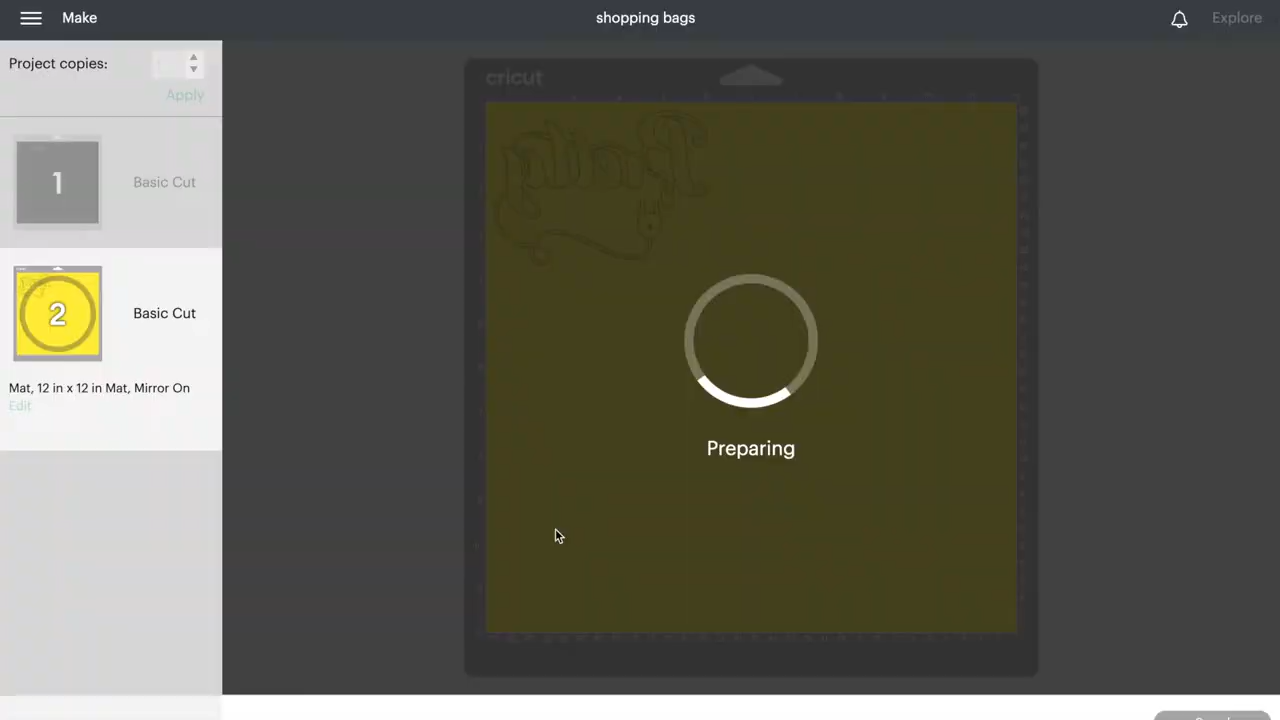 Make
shopping bags
Explore
Project copies:
Apply
1
Basic Cut
2
Basic Cut
Mat, 12 in x 12 in Mat, Mirror On
Edit
cricut
Preparing